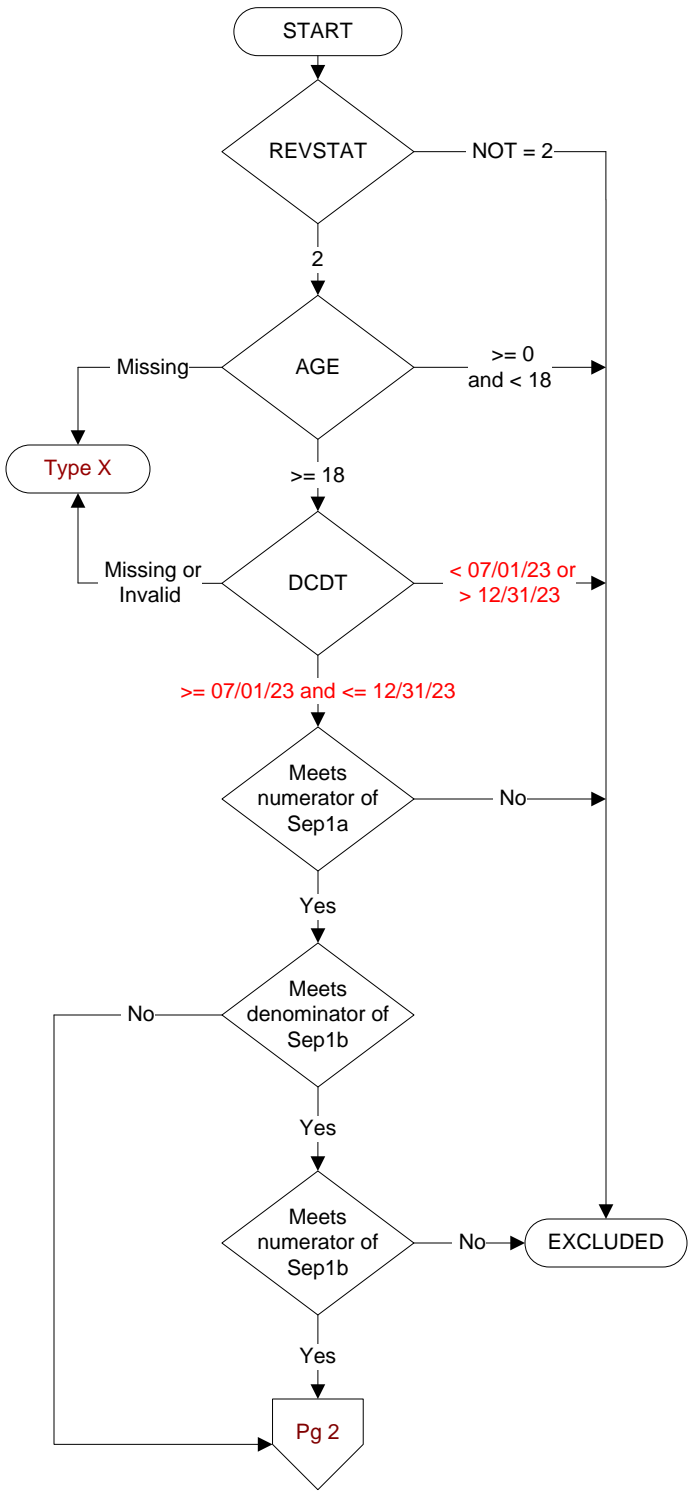 START
REVSTAT
NOT = 2
2
Missing
AGE
>= 0
and < 18
Type X
>= 18
Missing or
Invalid
DCDT
< 07/01/23 or
> 12/31/23
>= 07/01/23 and <= 12/31/23
Meets
numerator of
Sep1a
No
Yes
No
Meets
denominator of
Sep1b
Yes
Meets
numerator of
Sep1b
No
EXCLUDED
Yes
Pg 2